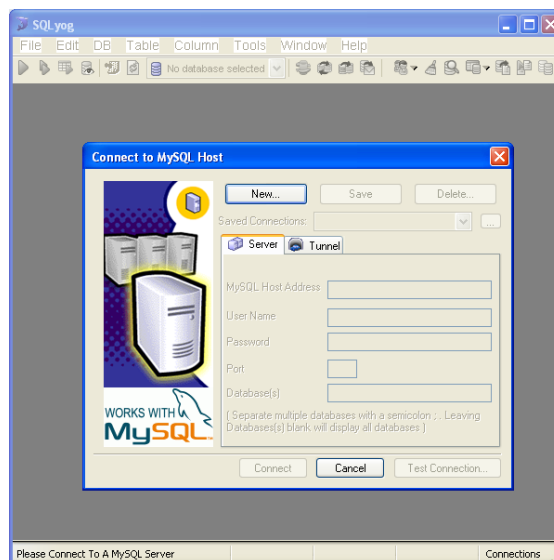 SQLyog
File Edit DB Table Column Tools Window Help
No database selected
Connect to MySQL Host
New... Save Delete...
Saved Connections: ...
Server Tunnel
MySQL Host Address
User Name
Password
Port
Database(s)
( Separate multiple databases with a semicolon ; . Leaving
Databases(s) blank will display all databases )
WORKS WITH
MySQL
Connect Cancel Test Connection...
Please Connect To A MySQL Server Connections